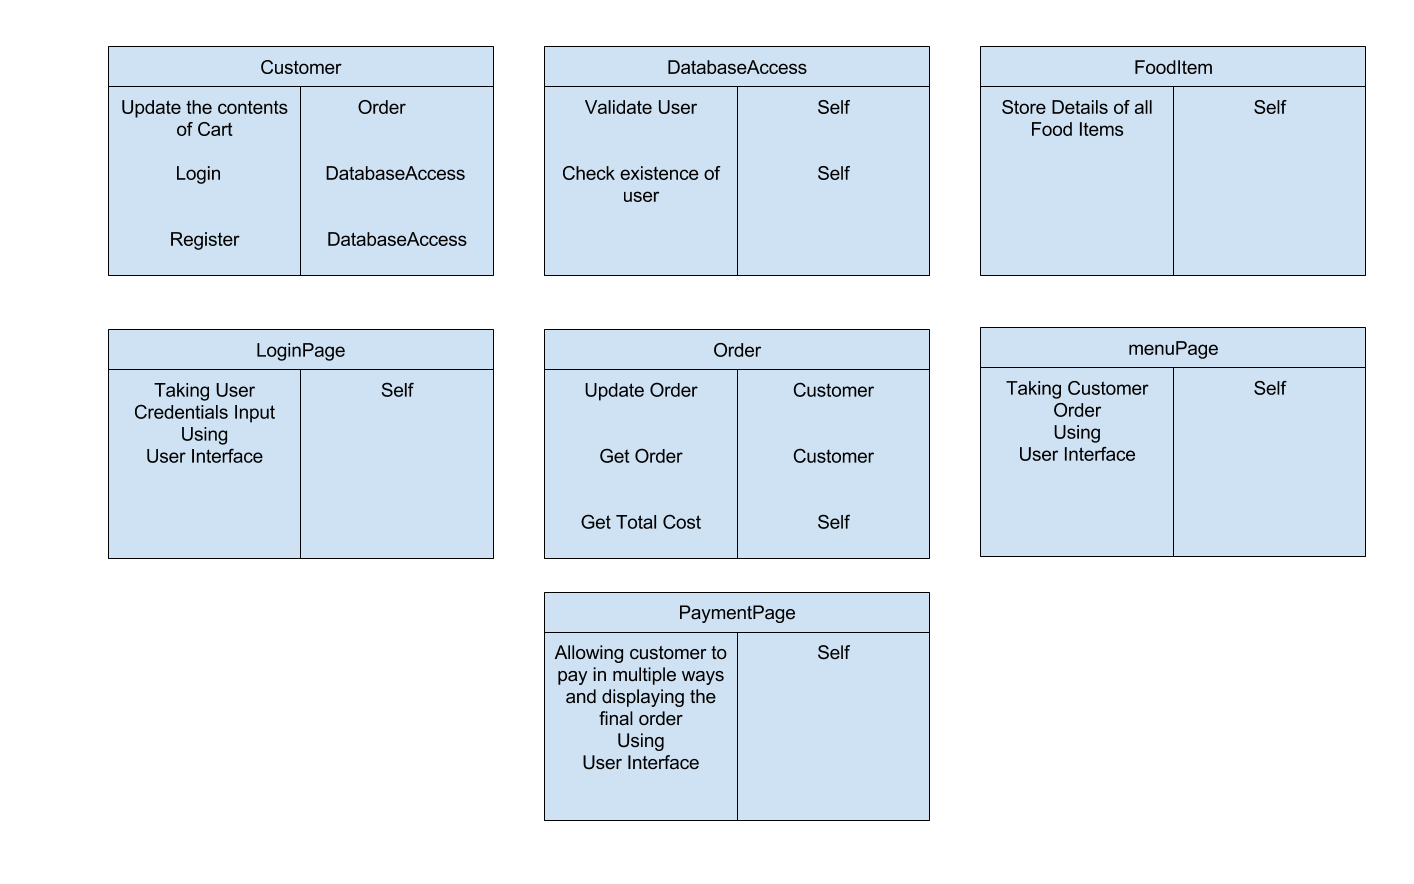 Customer
Update the contents
of Cart
Order
Login
DatabaseAccess
Register
DatabaseAccess
DatabaseAccess
Validate User
Self
Check existence of
user
Self
FoodItem
Store Details of all
Food Items
Self
LoginPage
Taking User
Credentials Input
Using
User Interface
Self
Order
Update Order
Customer
Get Order
Customer
Get Total Cost
Self
menuPage
Taking Customer
Order
Using
User Interface
Self
PaymentPage
Allowing customer to
pay in multiple ways
and displaying the
final order
Using
User Interface
Self